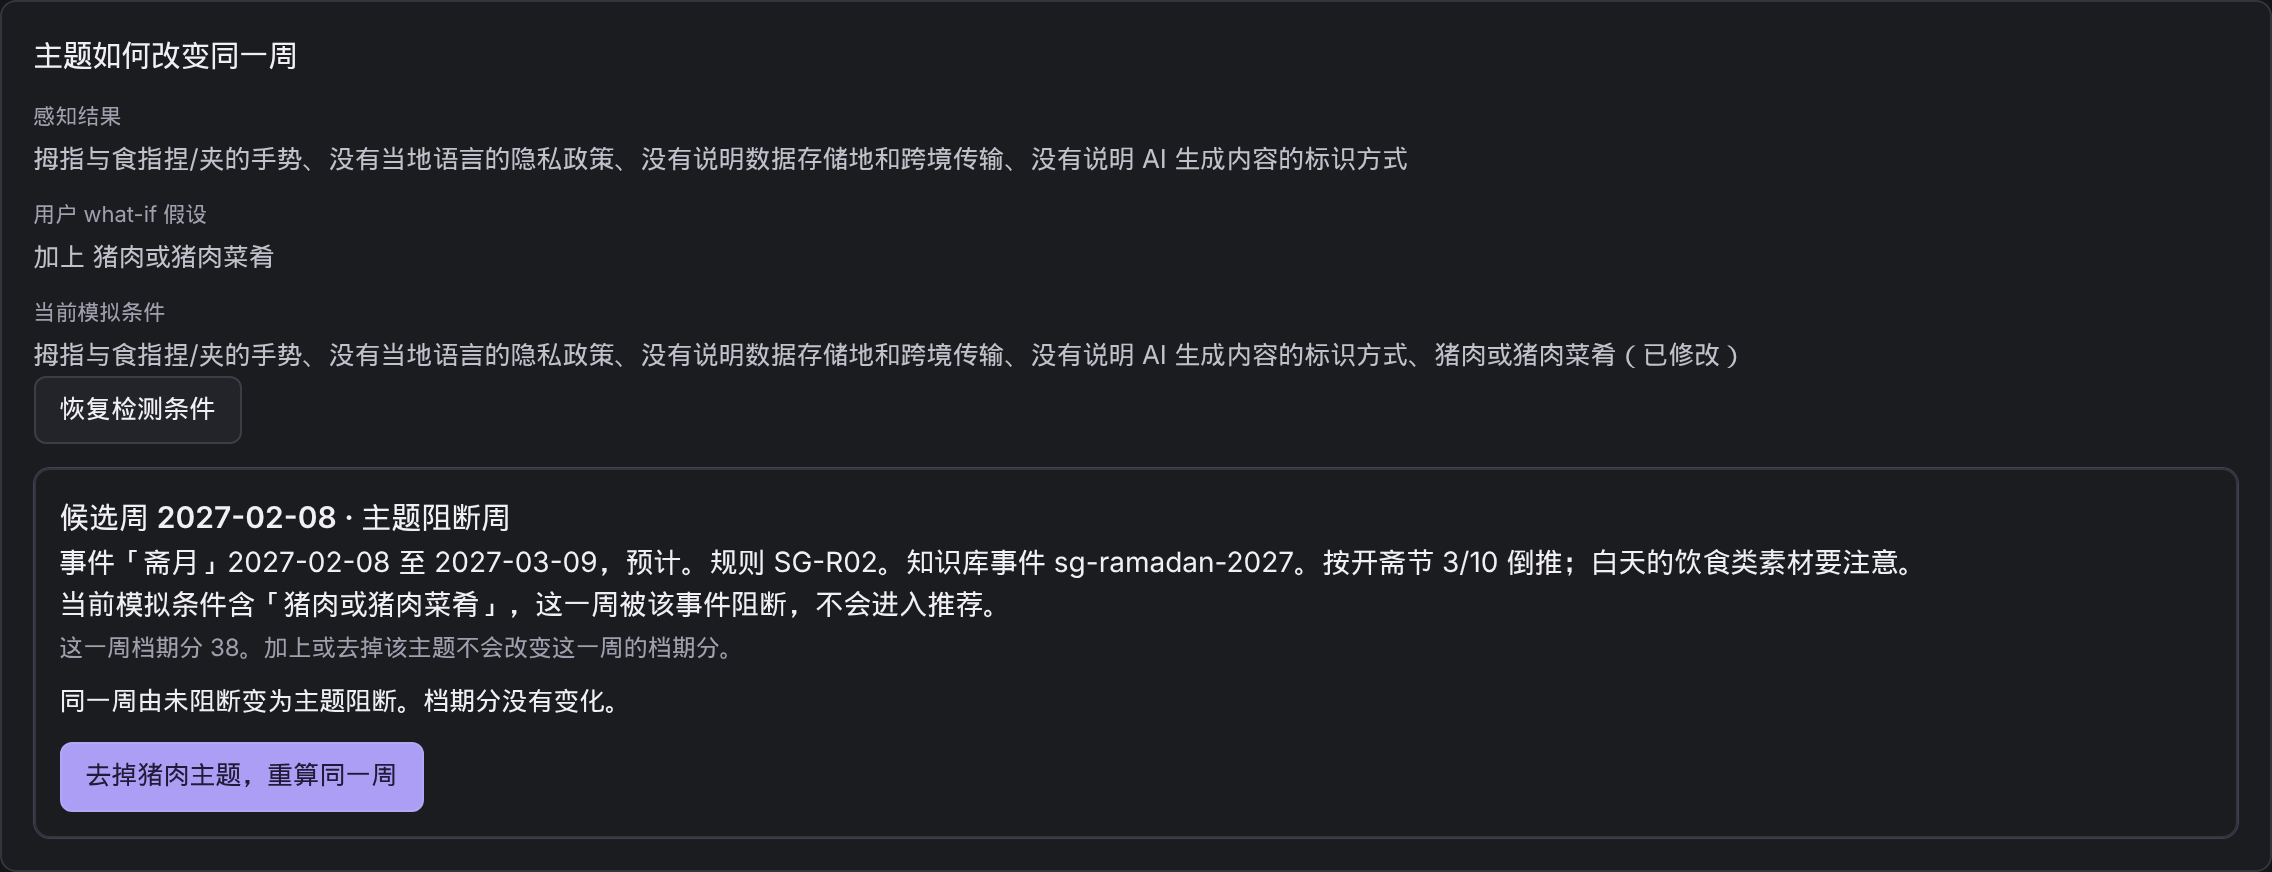 主题如何改变同一周
感知结果
拇指与食指捏/夹的手势、没有当地语言的隐私政策、没有说明数据存储地和跨境传输、没有说明 AI 生成内容的标识方式
用户 what-if 假设
加上 猪肉或猪肉菜肴
当前模拟条件
拇指与食指捏/夹的手势、没有当地语言的隐私政策、没有说明数据存储地和跨境传输、没有说明 AI 生成内容的标识方式、猪肉或猪肉菜肴（已修改）
恢复检测条件
候选周 2027-02-08 · 主题阻断周
事件「斋月」2027-02-08 至 2027-03-09，预计。规则 SG-R02。知识库事件 sg-ramadan-2027。按开斋节 3/10 倒推；白天的饮食类素材要注意。
当前模拟条件含「猪肉或猪肉菜肴」，这一周被该事件阻断，不会进入推荐。
这一周档期分 38。加上或去掉该主题不会改变这一周的档期分。
同一周由未阻断变为主题阻断。档期分没有变化。
去掉猪肉主题，重算同一周